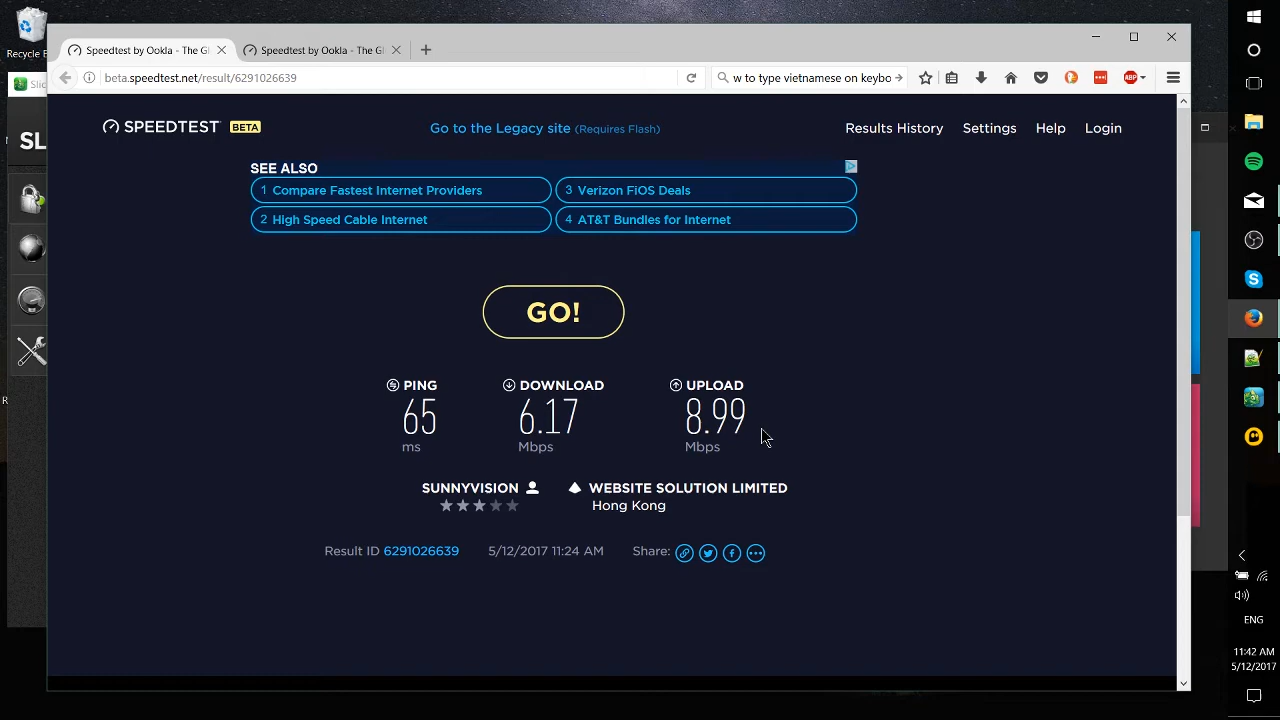 Recycle
Slic
SL
Speedtest by Ookla - The Gl
Speedtest by Ookla - The Gl
beta.speedtest.net/result/6291026639
w to type vietnamese on keybo
ABP
SPEEDTEST BETA
Go to the Legacy site (Requires Flash)
Results History
Settings
Help
Login
SEE ALSO
1 Compare Fastest Internet Providers
3 Verizon FiOS Deals
2 High Speed Cable Internet
4 AT&T Bundles for Internet
GO!
PING
DOWNLOAD
UPLOAD
65
6.17
8.99
ms
Mbps
Mbps
SUNNYVISION
WEBSITE SOLUTION LIMITED
Hong Kong
Result ID 6291026639
5/12/2017 11:24 AM
Share:
ENG
11:42 AM
5/12/2017